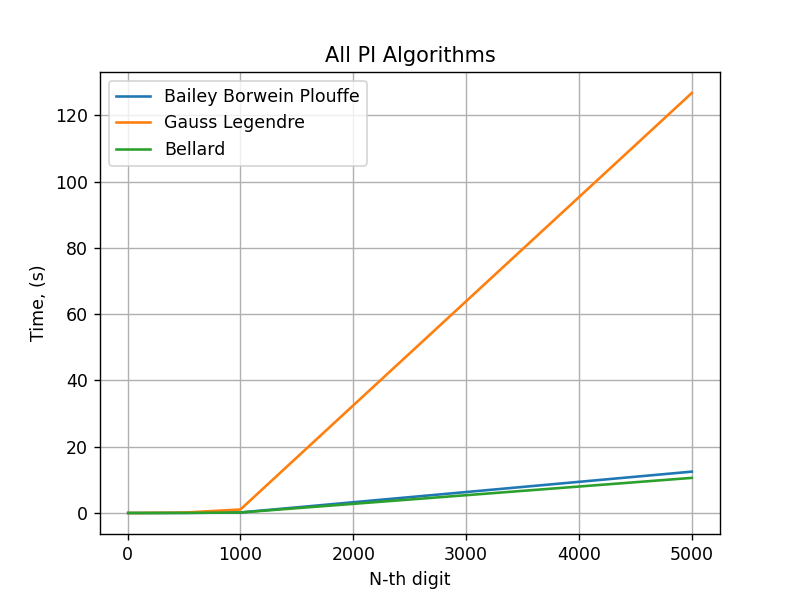 All PI Algorithms
Bailey Borwein Plouffe
Gauss Legendre
Bellard
120
100
80
60
40
20
0
Time, (s)
0 1000 2000 3000 4000 5000
N-th digit